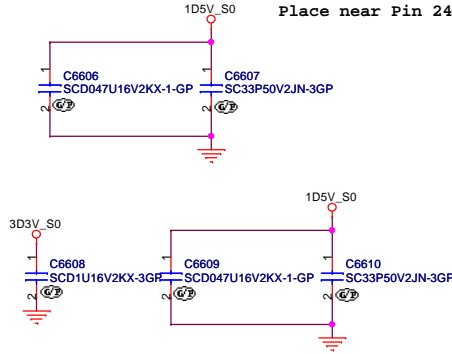 1D5V_S0 Place near Pin 24
1 1
C6606 C6607
SCD047U16V2KX-1-GP SC33P50V2JN-3GP
2 G/P 2 G/P
1D5V_S0
3D3V_S0
1 1 1
C6608 C6609 C6610
SCD1U16V2KX-3GP SCD047U16V2KX-1-GP SC33P50V2JN-3GP
2 G/P 2 G/P 2 G/P